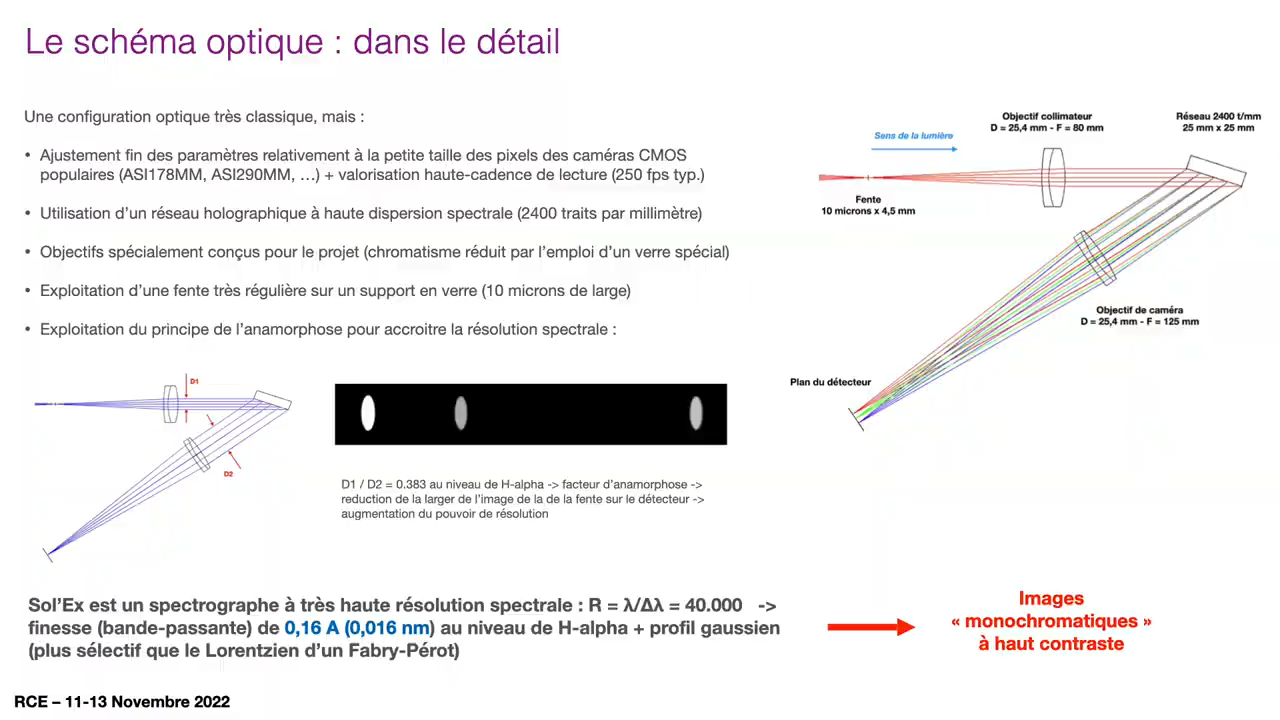 Le schéma optique : dans le détail
Une configuration optique très classique, mais :
• Ajustement fin des paramètres relativement à la petite taille des pixels des caméras CMOS
populaires (ASI178MM, ASI290MM, …) + valorisation haute-cadence de lecture (250 fps typ.)
• Utilisation d’un réseau holographique à haute dispersion spectrale (2400 traits par millimètre)
• Objectifs spécialement conçus pour le projet (chromatisme réduit par l’emploi d’un verre spécial)
• Exploitation d’une fente très régulière sur un support en verre (10 microns de large)
• Exploitation du principe de l’anamorphose pour accroitre la résolution spectrale :
Objectif collimateur
D = 25,4 mm - F = 80 mm
Réseau 2400 t/mm
25 mm x 25 mm
Sens de la lumière
Fente
10 microns x 4,5 mm
Objectif de caméra
D = 25,4 mm - F = 125 mm
Plan du détecteur
D1
D2
D1 / D2 = 0.383 au niveau de H-alpha -> facteur d’anamorphose ->
reduction de la larger de l’image de la de la fente sur le détecteur ->
augmentation du pouvoir de résolution
Sol’Ex est un spectrographe à très haute résolution spectrale : R = λ/Δλ = 40.000 ->
finesse (bande-passante) de 0,16 A (0,016 nm) au niveau de H-alpha + profil gaussien
(plus sélectif que le Lorentzien d’un Fabry-Pérot)
Images
« monochromatiques »
à haut contraste
RCE – 11-13 Novembre 2022